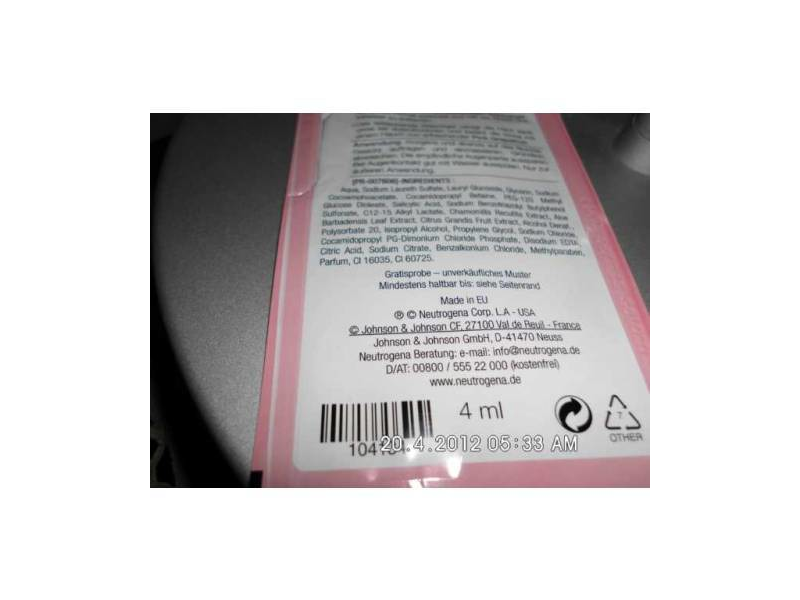 Anwendung:
äußeren Anwendung.
INGREDIENTS:
Aqua, Sodium Laureth Sulfate, Lauryl Glucoside, Glycerin, Sodium
Cocoamphoacetate, Cocamidopropyl Betaine, PEG-120 Methyl
Glucose Dioleate, Salicylic Acid, Sodium Benzotriazolyl Butylphenol
Sulfonate, C12-15 Alkyl Lactate, Chamomilla Recutita Extract, Aloe
Barbadensis Leaf Extract, Citrus Grandis Fruit Extract, Alcohol Denat.,
Polysorbate 20, Isopropyl Alcohol, Propylene Glycol, Sodium Chloride,
Cocamidopropyl PG-Dimonium Chloride Phosphate, Disodium EDTA,
Citric Acid, Sodium Citrate, Benzalkonium Chloride, Methylparaben,
Parfum, CI 16035, CI 60725.
Gratisprobe – unverkäufliches Muster
Mindestens haltbar bis: siehe Seitenrand
Made in EU
® © Neutrogena Corp. L.A - USA
© Johnson & Johnson CF, 27100 Val de Reuil - France
Johnson & Johnson GmbH, D-41470 Neuss
Neutrogena Beratung: e-mail: info@neutrogena.de
D/AT: 00800 / 555 22 000 (kostenfrei)
www.neutrogena.de
4 ml
7
OTHER
20.4.2012 05:33 AM